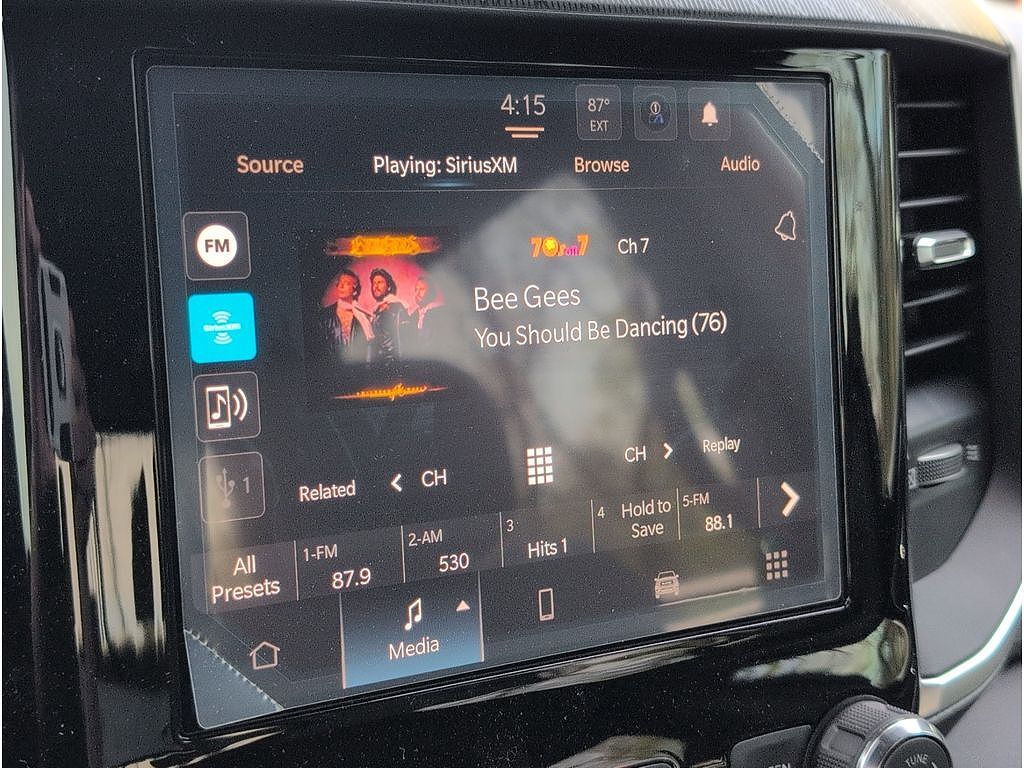 4:15
87°
EXT
Source
Playing: SiriusXM
Browse
Audio
FM
70s on 7
Ch 7
Bee Gees
You Should Be Dancing (76)
SiriusXM
1
Related
< CH
CH >
Replay
All
Presets
1-FM
87.9
2-AM
530
3
Hits 1
4
Hold to
Save
5-FM
88.1
Media
TUNE